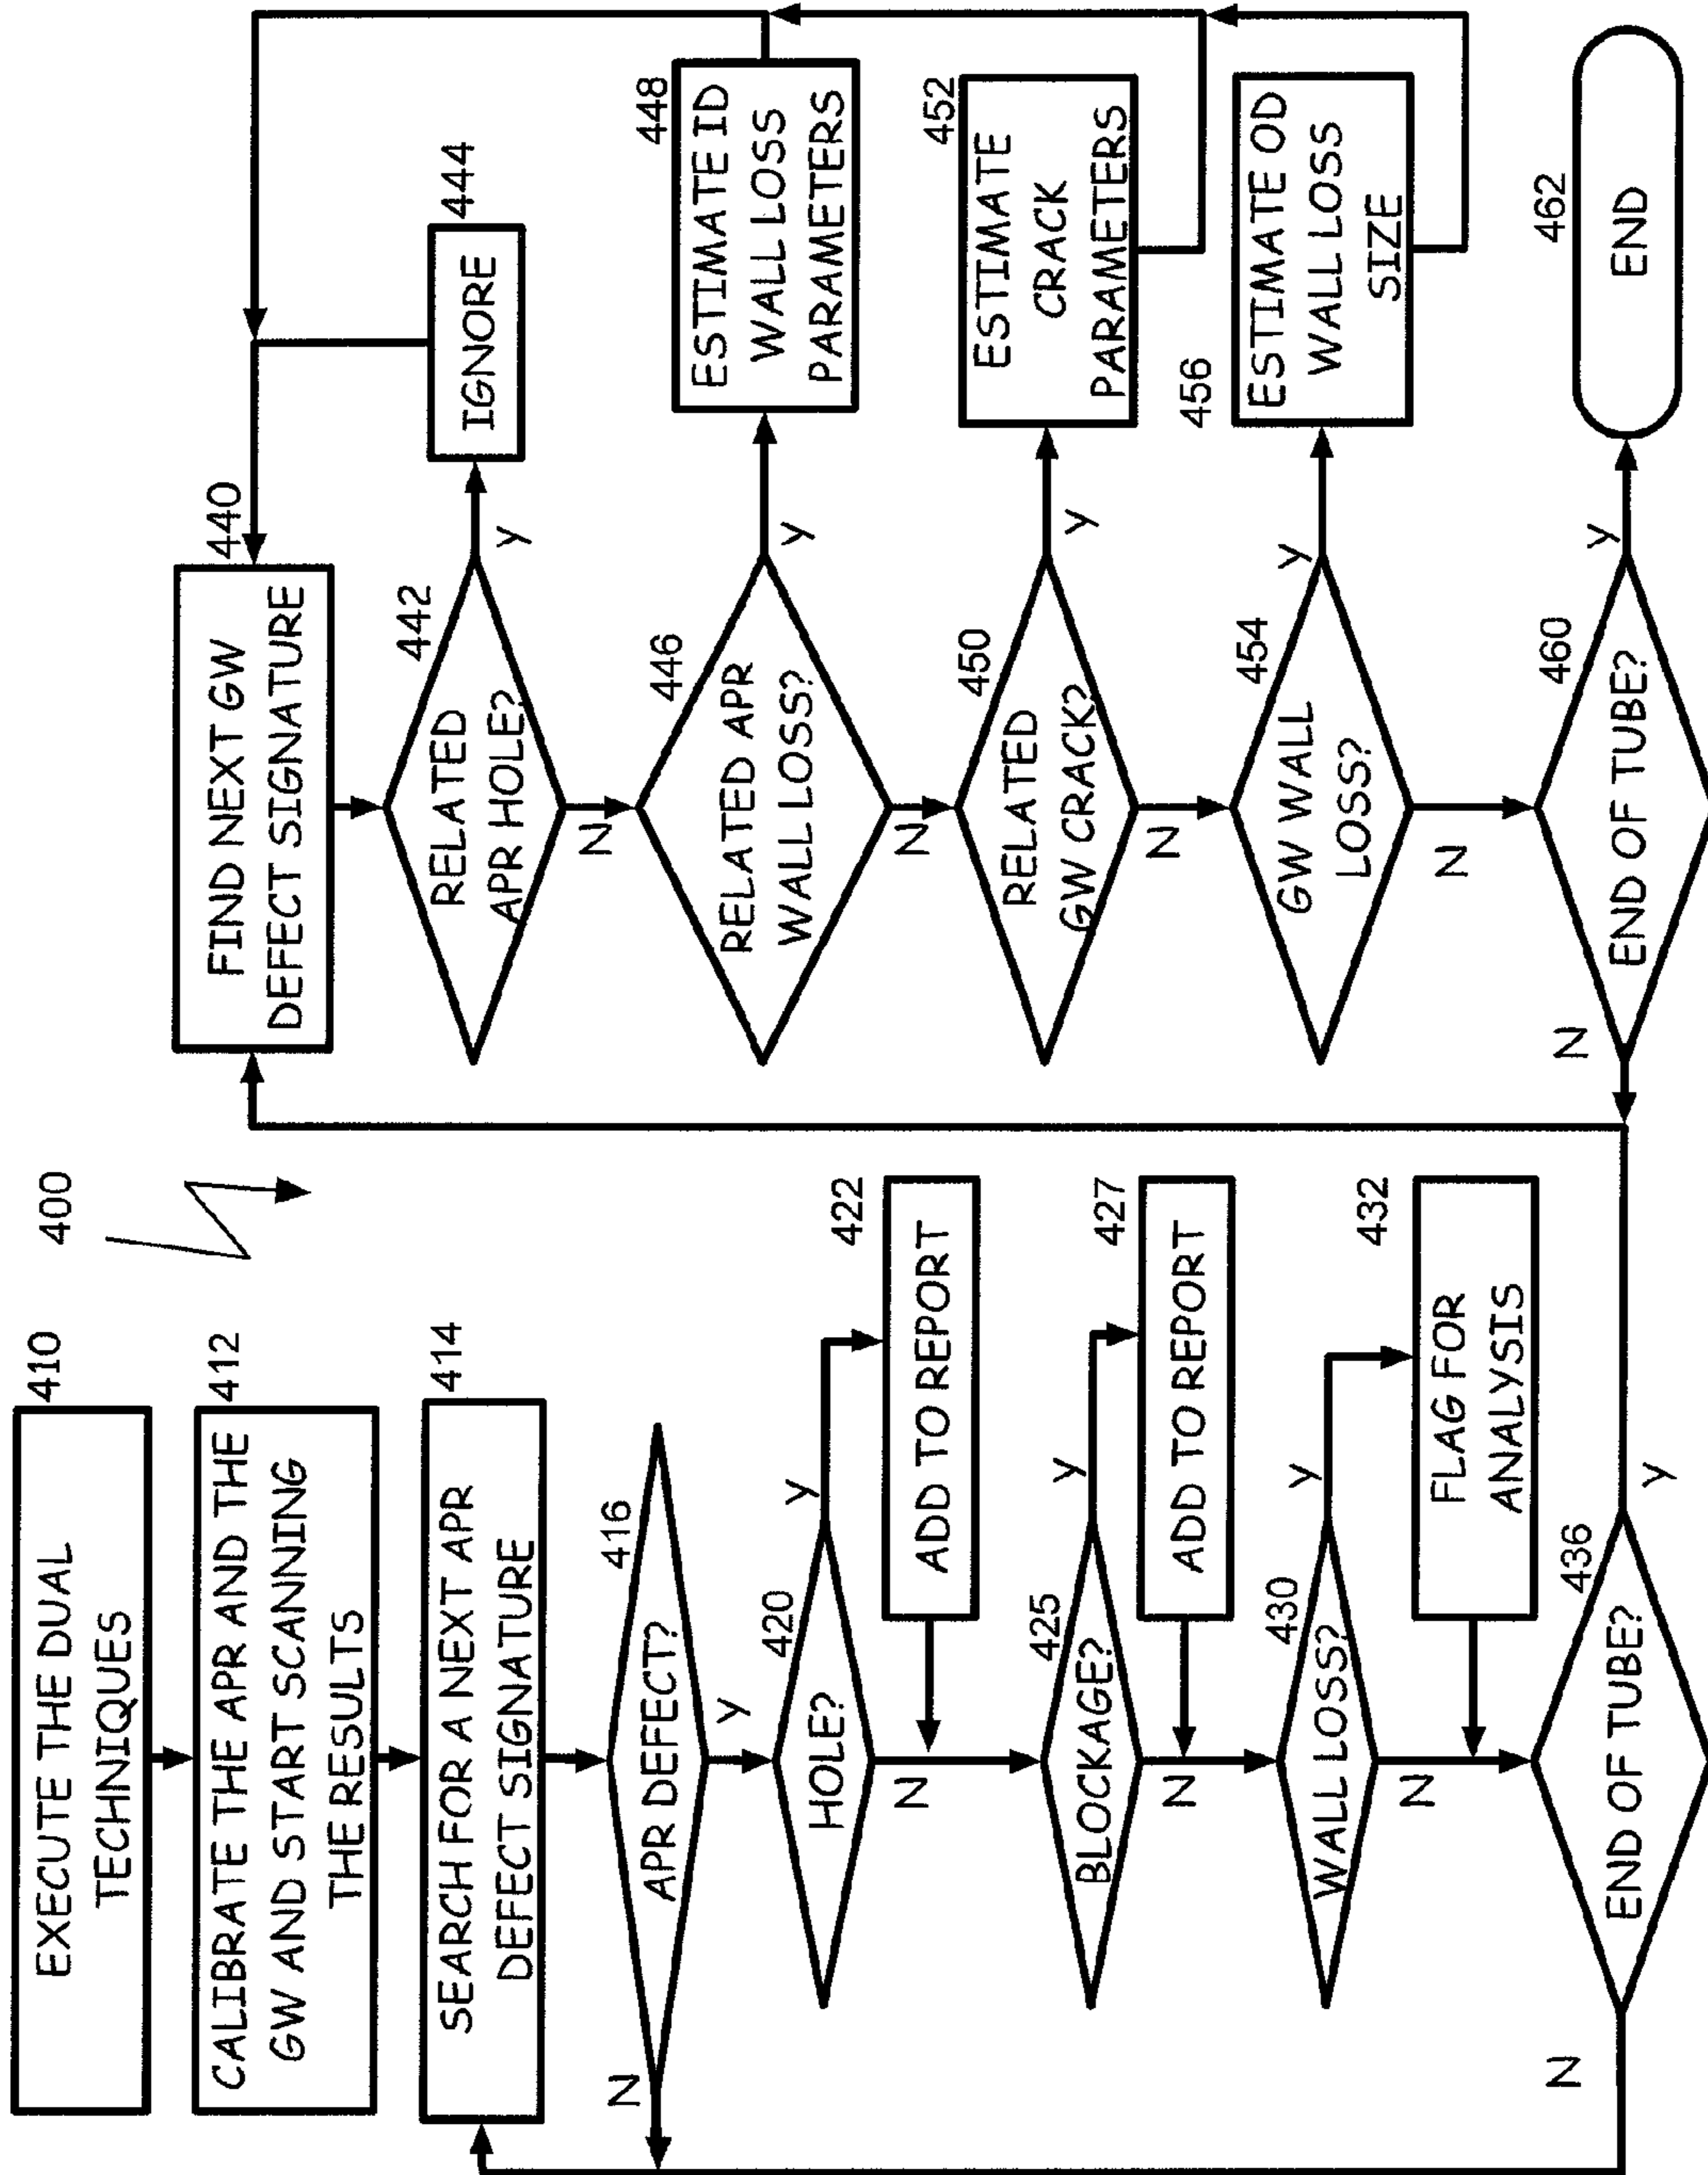 400
410
EXECUTE THE DUAL
TECHNIQUES
412
CALIBRATE THE APR AND THE
GW AND START SCANNING
THE RESULTS
414
SEARCH FOR A NEXT APR
DEFECT SIGNATURE
416
APR DEFECT?
N
Y
420
HOLE?
Y
N
422
ADD TO REPORT
425
BLOCKAGE?
Y
N
427
ADD TO REPORT
430
WALL LOSS?
Y
N
432
FLAG FOR
ANALYSIS
436
END OF TUBE?
N
Y
440
FIND NEXT GW
DEFECT SIGNATURE
442
RELATED
APR HOLE?
Y
N
444
IGNORE
446
RELATED APR
WALL LOSS?
Y
N
448
ESTIMATE ID
WALL LOSS
PARAMETERS
450
RELATED
GW CRACK?
Y
N
452
ESTIMATE
CRACK
PARAMETERS
454
GW WALL
LOSS?
Y
N
456
ESTIMATE OD
WALL LOSS
SIZE
460
END OF TUBE?
N
Y
462
END